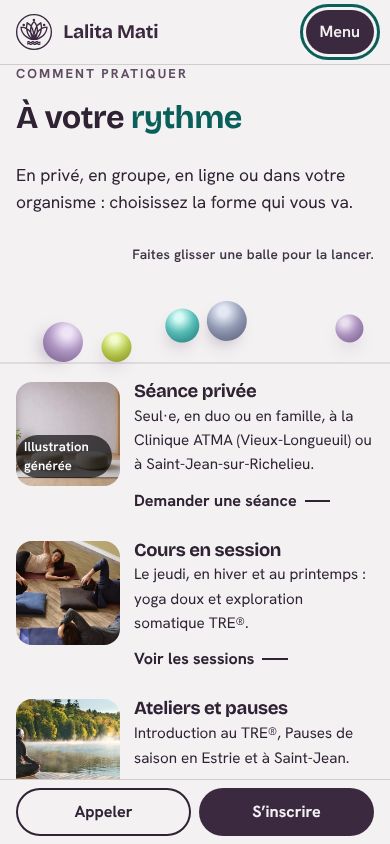 Lalita Mati
Menu
COMMENT PRATIQUER
À votre rythme
En privé, en groupe, en ligne ou dans votre
organisme : choisissez la forme qui vous va.
Faites glisser une balle pour la lancer.
Illustration
générée
Séance privée
Seul·e, en duo ou en famille, à la
Clinique ATMA (Vieux-Longueuil) ou
à Saint-Jean-sur-Richelieu.
Demander une séance
Cours en session
Le jeudi, en hiver et au printemps :
yoga doux et exploration
somatique TRE®.
Voir les sessions
Ateliers et pauses
Introduction au TRE®, Pauses de
saison en Estrie et à Saint-Jean.
Appeler
S’inscrire